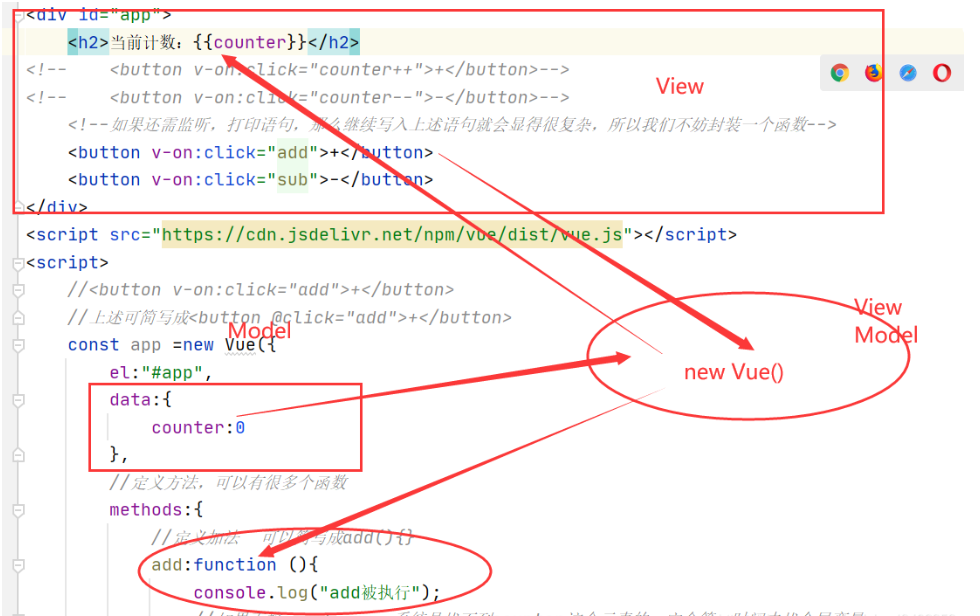 <div id="app">
<h2>当前计数：{{counter}}</h2>
<!-- <button v-on:click="counter++">+</button>-->
<!-- <button v-on:click="counter--">-</button>-->
View
<!--如果还需监听，打印语句，那么继续写入上述语句就会显得很复杂，所以我们不妨封装一个函数-->
<button v-on:click="add">+</button>
<button v-on:click="sub">-</button>
</div>
<script src="https://cdn.jsdelivr.net/npm/vue/dist/vue.js"></script>
<script>
//<button v-on:click="add">+</button>
//上述可简写成<button @click="add">+</button>
View
Model
Model
const app =new Vue({
el:"#app",
new Vue()
data:{
counter:0
},
//定义方法，可以有很多个函数
methods:{
//定义加法 可以简写成add(){}
add:function (){
console.log("add被执行");